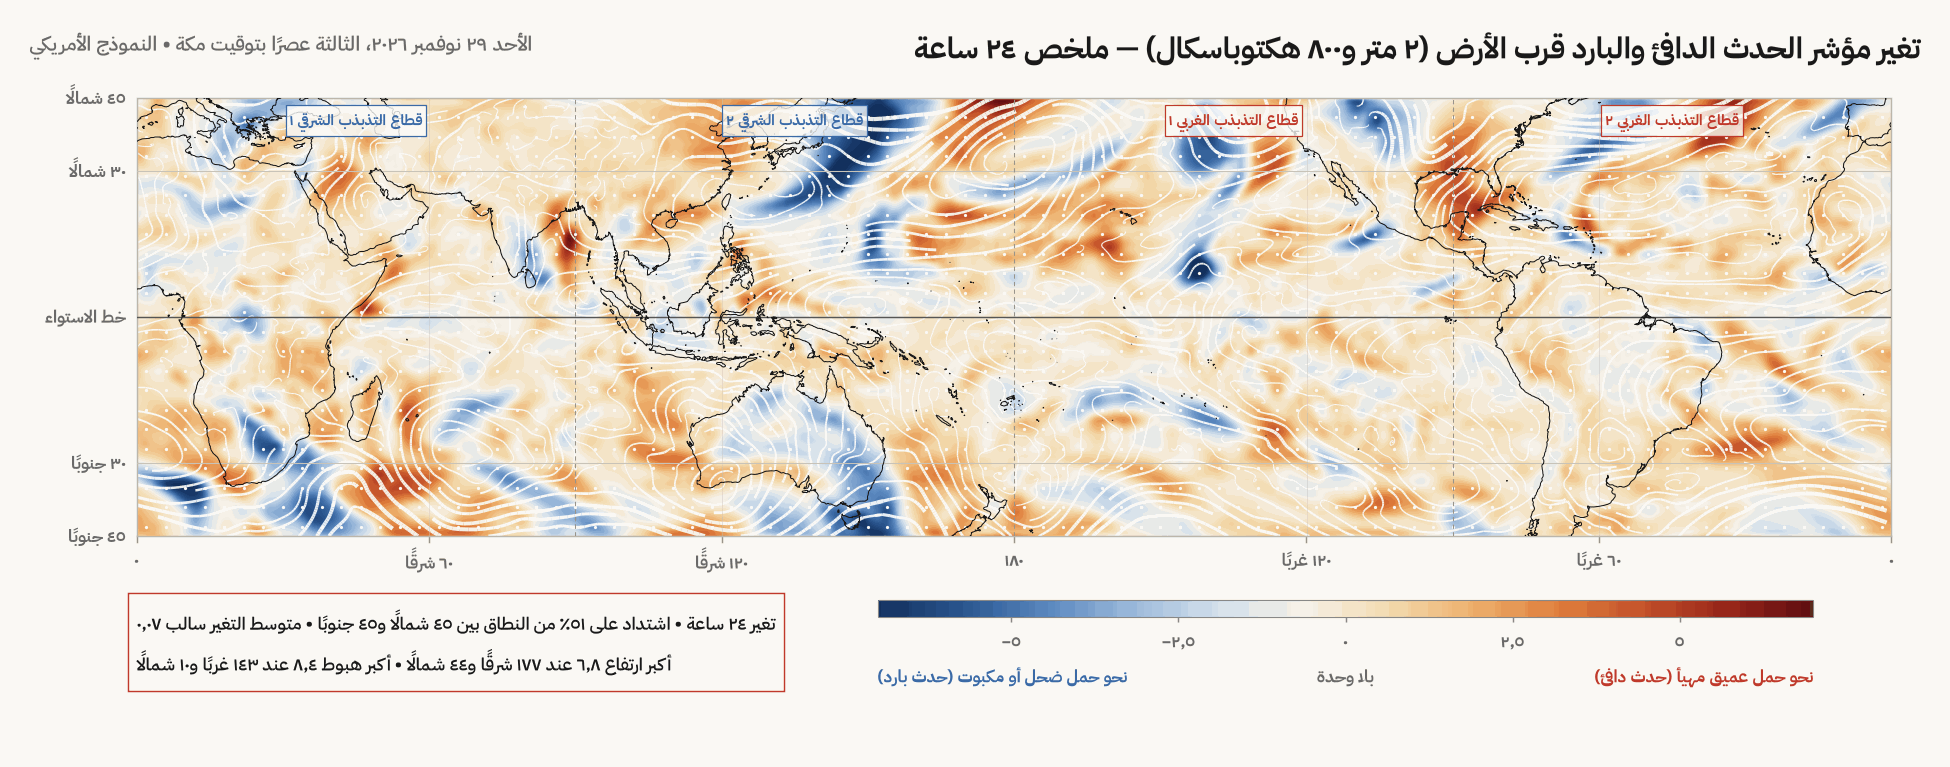 تغير مؤشر الحدث الدافئ والبارد قرب الأرض (٢ متر و٨٠٠ هكتوباسكال) — ملخص ٢٤ ساعة
الأحد ٢٩ نوفمبر ٢٠٢٦، الثالثة عصرًا بتوقيت مكة • النموذج الأمريكي
قطاع التذبذب الشرقي ١
قطاع التذبذب الشرقي ٢
قطاع التذبذب الغربي ١
قطاع التذبذب الغربي ٢
٤٥ شمالًا
٣٠ شمالًا
خط الاستواء
٣٠ جنوبًا
٤٥ جنوبًا
٠
٦٠ شرقًا
١٢٠ شرقًا
١٨٠
١٢٠ غربًا
٦٠ غربًا
٠
تغير ٢٤ ساعة • اشتداد على ٥١٪ من النطاق بين ٤٥ شمالًا و٤٥ جنوبًا • متوسط التغير سالب ٠,٠٧
أكبر ارتفاع ٦,٨ عند ١٧٧ شرقًا و٤٤ شمالًا • أكبر هبوط ٨,٤ عند ١٤٣ غربًا و١٠ شمالًا
−٥
−٢,٥
٠
٢,٥
٥
نحو حمل ضحل أو مكبوت (حدث بارد)
بلا وحدة
نحو حمل عميق مهيأ (حدث دافئ)